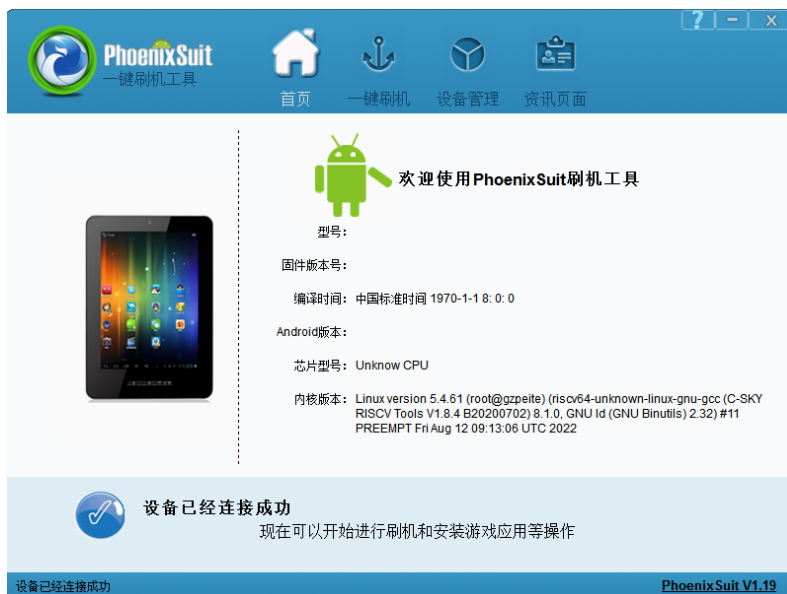 ? - X
PhoenixSuit
一键刷机工具
首页 一键刷机 设备管理 资讯页面
欢迎使用PhoenixSuit刷机工具
型号:
固件版本号:
编译时间: 中国标准时间 1970-1-1 8: 0: 0
Android版本:
芯片型号: Unknow CPU
内核版本: Linux version 5.4.61 (root@gzpeite) (riscv64-unknown-linux-gnu-gcc (C-SKY
RISCV Tools V1.8.4 B20200702) 8.1.0, GNU ld (GNU Binutils) 2.32) #11
PREEMPT Fri Aug 12 09:13:06 UTC 2022
设备已经连接成功
现在可以开始进行刷机和安装游戏应用等操作
设备已经连接成功 PhoenixSuit V1.19